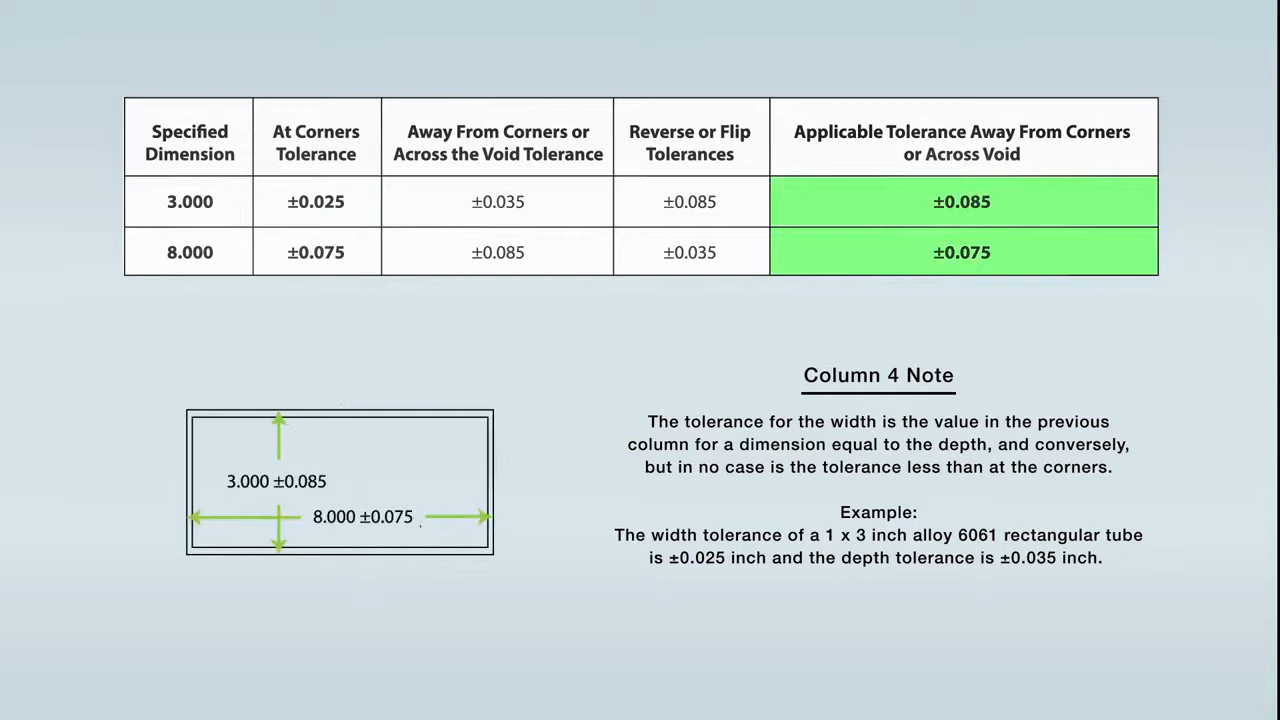 Specified Dimension
At Corners Tolerance
Away From Corners or Across the Void Tolerance
Reverse or Flip Tolerances
Applicable Tolerance Away From Corners or Across Void
3.000 ±0.025 ±0.035 ±0.085 ±0.085
8.000 ±0.075 ±0.085 ±0.035 ±0.075
3.000 ±0.085
8.000 ±0.075
Column 4 Note
The tolerance for the width is the value in the previous
column for a dimension equal to the depth, and conversely,
but in no case is the tolerance less than at the corners.
Example:
The width tolerance of a 1 x 3 inch alloy 6061 rectangular tube
is ±0.025 inch and the depth tolerance is ±0.035 inch.